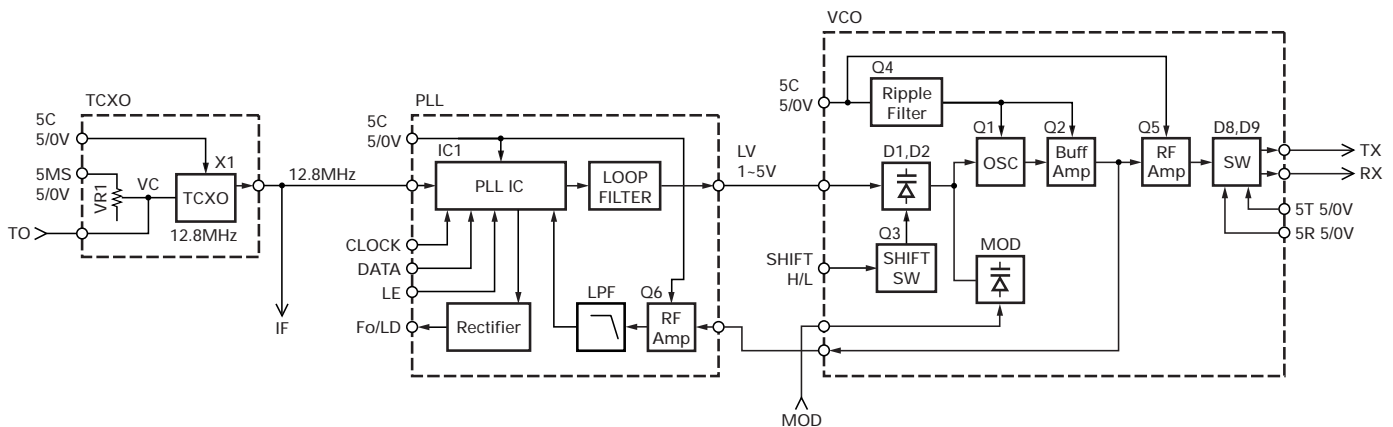 TCXO
5C
5/0V
5MS
5/0V
VR1
VC
X1
TCXO
12.8MHz
TO
12.8MHz
IF
PLL
5C
5/0V
IC1
PLL IC
LOOP
FILTER
LV
1~5V
CLOCK
DATA
LE
Fo/LD
Rectifier
LPF
Q6
RF
Amp
VCO
5C
5/0V
Q4
Ripple
Filter
D1,D2
Q1
OSC
Q2
Buff
Amp
Q5
RF
Amp
D8,D9
SW
TX
RX
5T 5/0V
5R 5/0V
SHIFT
H/L
Q3
SHIFT
SW
MOD
MOD